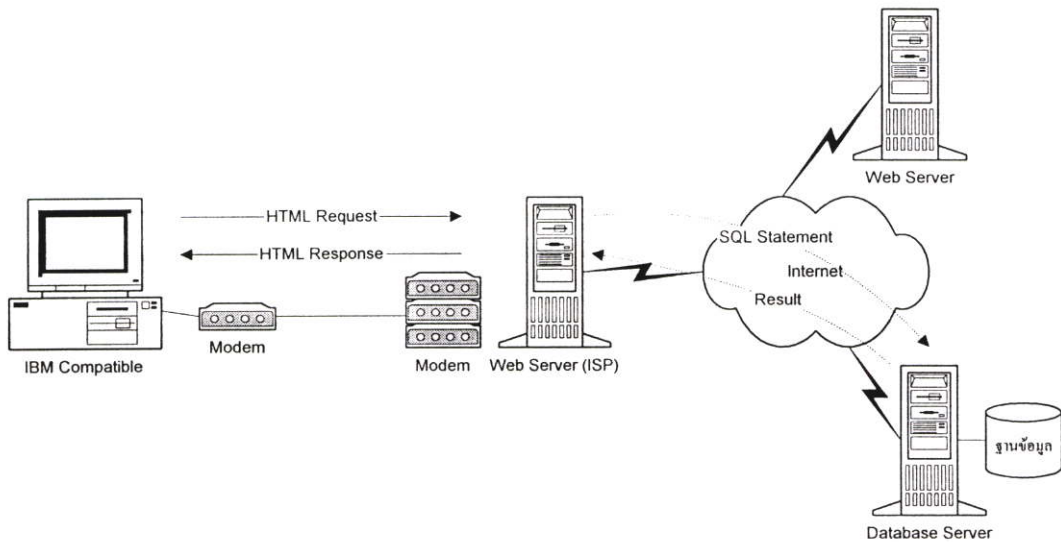 Web Server
HTML Request
HTML Response
SQL Statement
Internet
Result
Modem
IBM Compatible
Modem
Web Server (ISP)
ฐานข้อมูล
Database Server